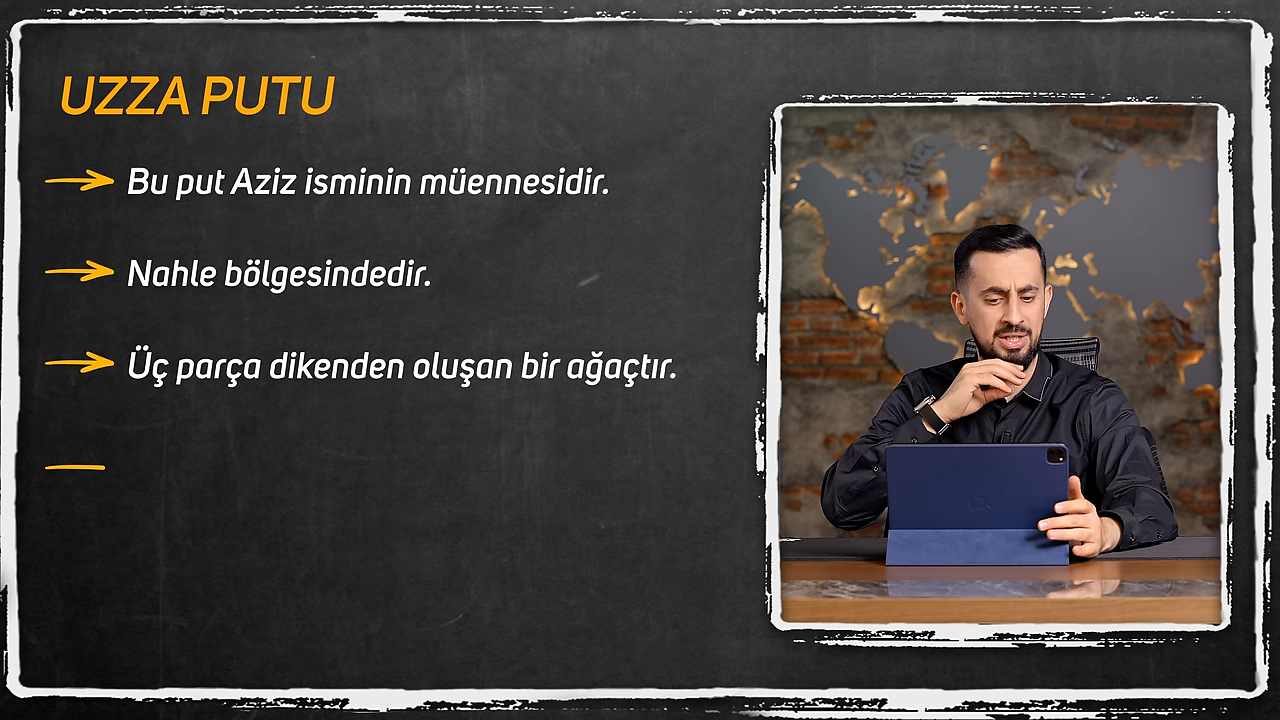 UZZA PUTU
Bu put Aziz isminin müennesidir.
Nahle bölgesindedir.
Üç parça dikenden oluşan bir ağaçtır.